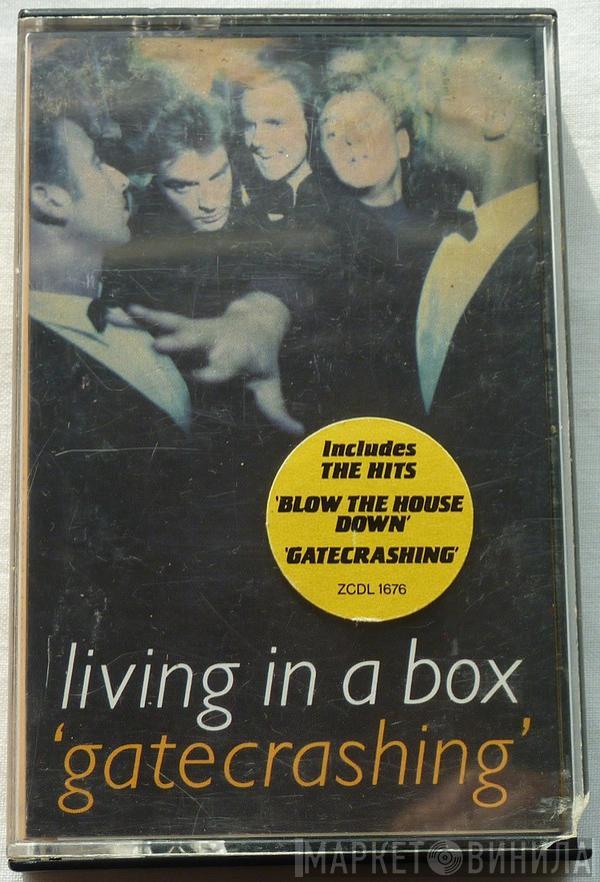 Includes
THE HITS
'BLOW THE HOUSE
DOWN'
'GATECRASHING'
ZCDL 1676
living in a box
'gatecrashing'
МАРКЕТ ВИНИЛА